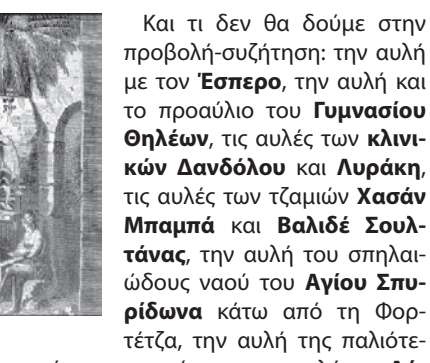 Και τι δεν θα δούμε στην
προβολή-συζήτηση: την αυλή
με τον Έσπερο, την αυλή και
το προαύλιο του Γυμνασίου
Θηλέων, τις αυλές των κλινι-
κών Δανδόλου και Λυράκη,
τις αυλές των τζαμιών Χασάν
Μπαμπά και Βαλιδέ Σουλ-
τάνας, την αυλή του σπηλαι-
ώδους ναού του Αγίου Σπυ-
ρίδωνα κάτω από τη Φορ-
τέτζα, την αυλή της παλιότε-